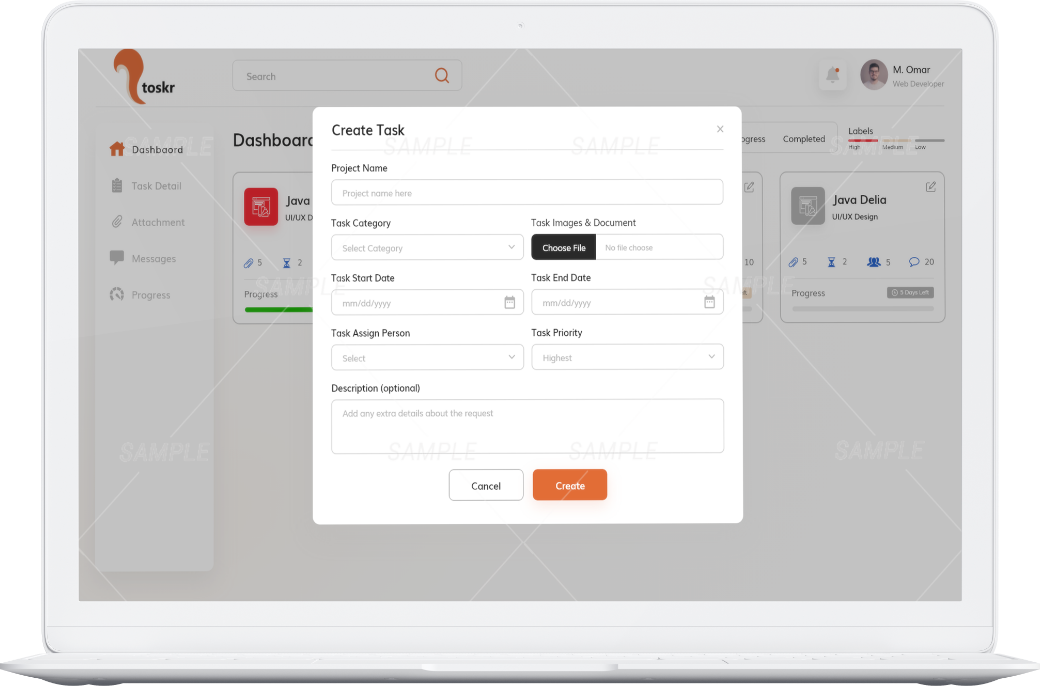 toskr
Search
M. Omar
Web Developer
Dashbaord
Task Detail
Attachment
Messages
Progress
Dashboard
ogress
Completed
Labels
High
Medium
Low
Java
UI/UX D
5
2
Progress
10
Java Delia
UI/UX Design
5
2
5
20
Progress
5 Days Left
Create Task
×
Project Name
Project name here
Task Category
Task Images & Document
Select Category
Choose File
No file choose
Task Start Date
Task End Date
mm/dd/yyyy
mm/dd/yyyy
Task Assign Person
Task Priority
Select
Highest
Description (optional)
Add any extra details about the request
Cancel
Create
SAMPLE
SAMPLE
SAMPLE
SAMPLE
SAMPLE
SAMPLE
SAMPLE
SAMPLE
SAMPLE
SAMPLE